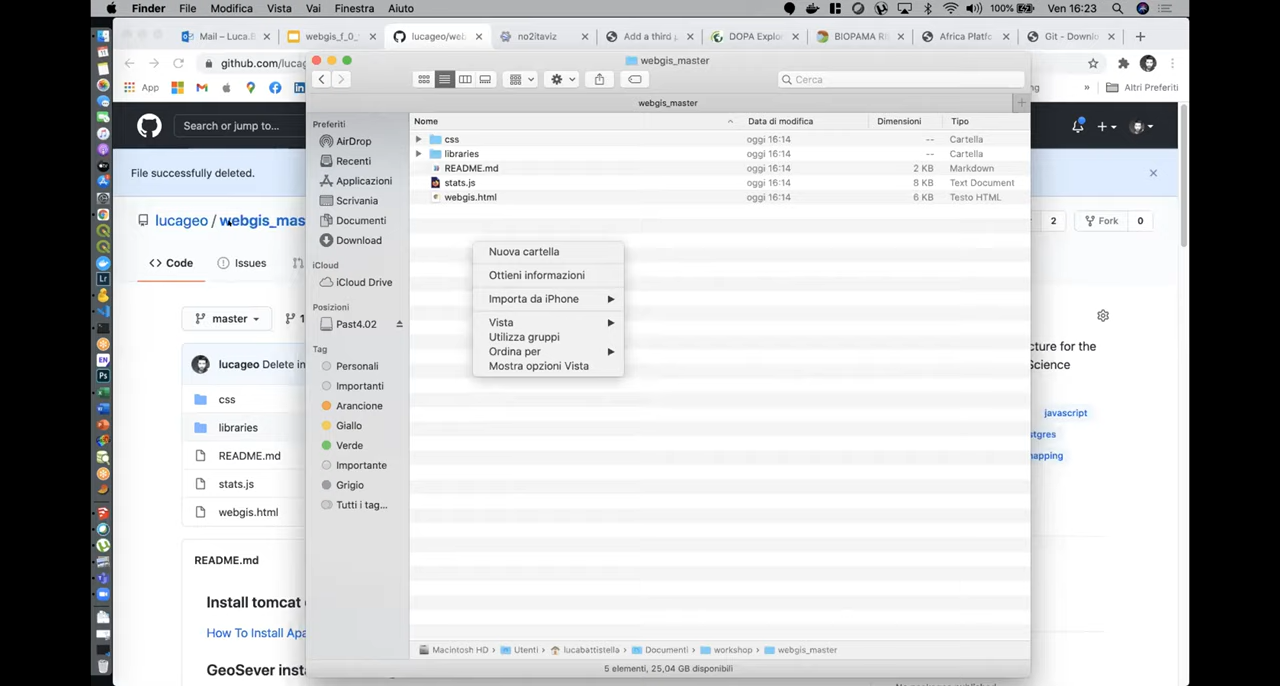 Finder File Modifica Vista Vai Finestra Aiuto 100% Ven 16:23
Mail – Luca.B webgis_f_0_ lucageo/web no2itaviz Add a third DOPA Explo BIOPAMA R Africa Platf Git - Downlo
github.com/lucag
App Altri Preferiti
webgis_master
Cerca
webgis_master
Search or jump to...
File successfully deleted.
lucageo / webgis_mas
2 Fork 0
Code Issues
master 1
lucageo Delete in
css
libraries
README.md
stats.js
webgis.html
README.md
Install tomcat
How To Install Apa
GeoSever inst
Preferiti
AirDrop
Recenti
Applicazioni
Scrivania
Documenti
Download
iCloud
iCloud Drive
Posizioni
Past4.02
Tag
Personali
Importanti
Arancione
Giallo
Verde
Importante
Grigio
Tutti i tag...
Nome Data di modifica Dimensioni Tipo
css oggi 16:14 -- Cartella
libraries oggi 16:14 -- Cartella
README.md oggi 16:14 2 KB Markdown
stats.js oggi 16:14 8 KB Text Document
webgis.html oggi 16:14 6 KB Testo HTML
Nuova cartella
Ottieni informazioni
Importa da iPhone
Vista
Utilizza gruppi
Ordina per
Mostra opzioni Vista
cture for the
Science
javascript
stgres
mapping
Macintosh HD › Utenti › lucabattistella › Documenti › workshop › webgis_master
5 elementi, 25,04 GB disponibili